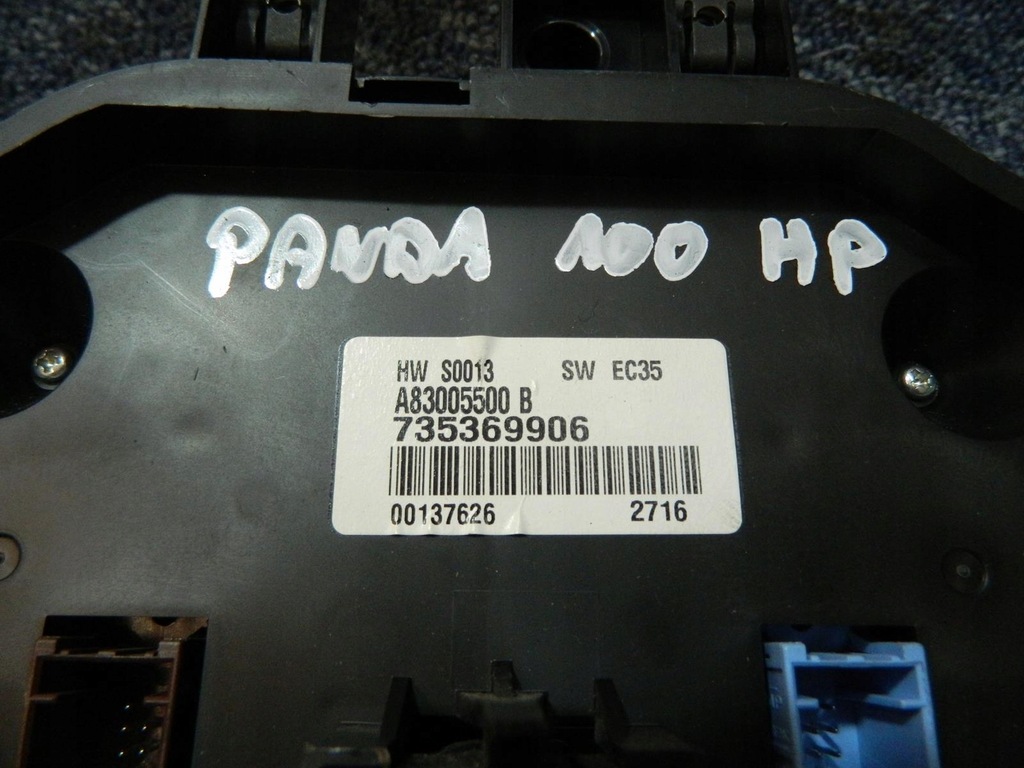 PANDA 100 HP
HW S0013 SW EC35
A83005500 B
735369906
00137626 2716